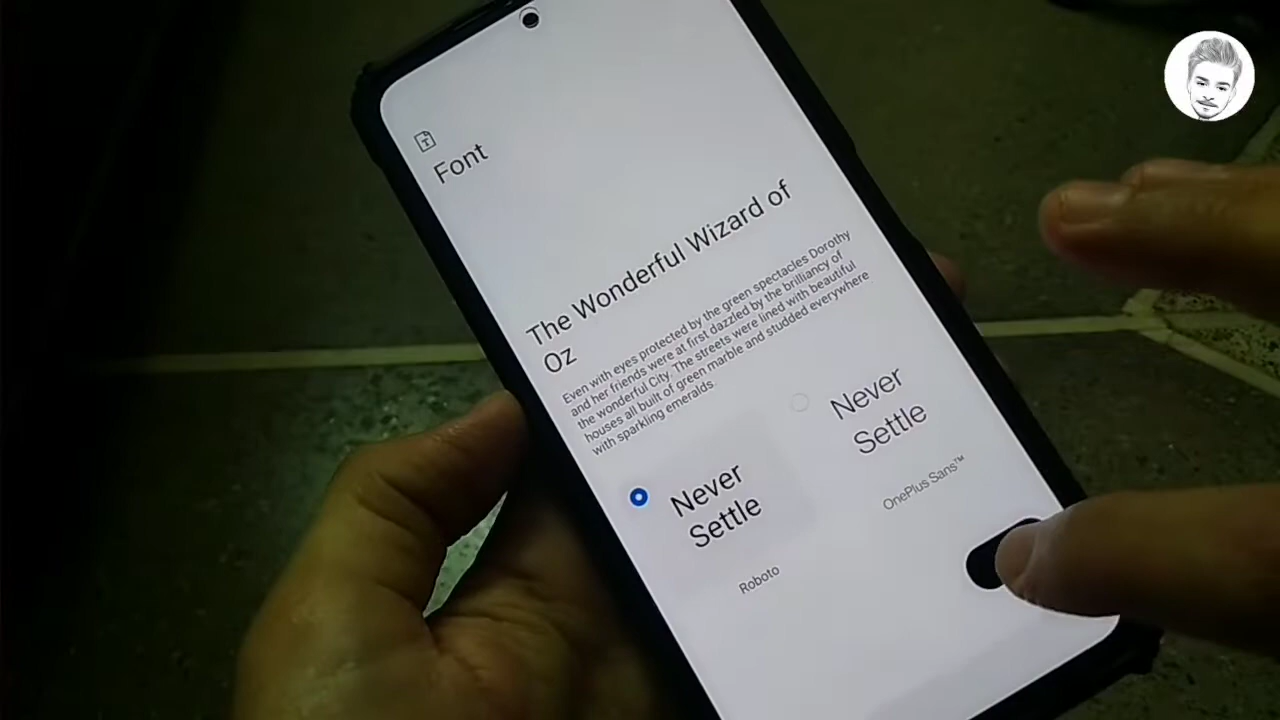 Font
The Wonderful Wizard of
Oz
Even with eyes protected by the green spectacles Dorothy
and her friends were at first dazzled by the brilliancy of
the wonderful City. The streets were lined with beautiful
houses all built of green marble and studded everywhere
with sparkling emeralds.
Never
Settle
Roboto
Never
Settle
OnePlus Sans™